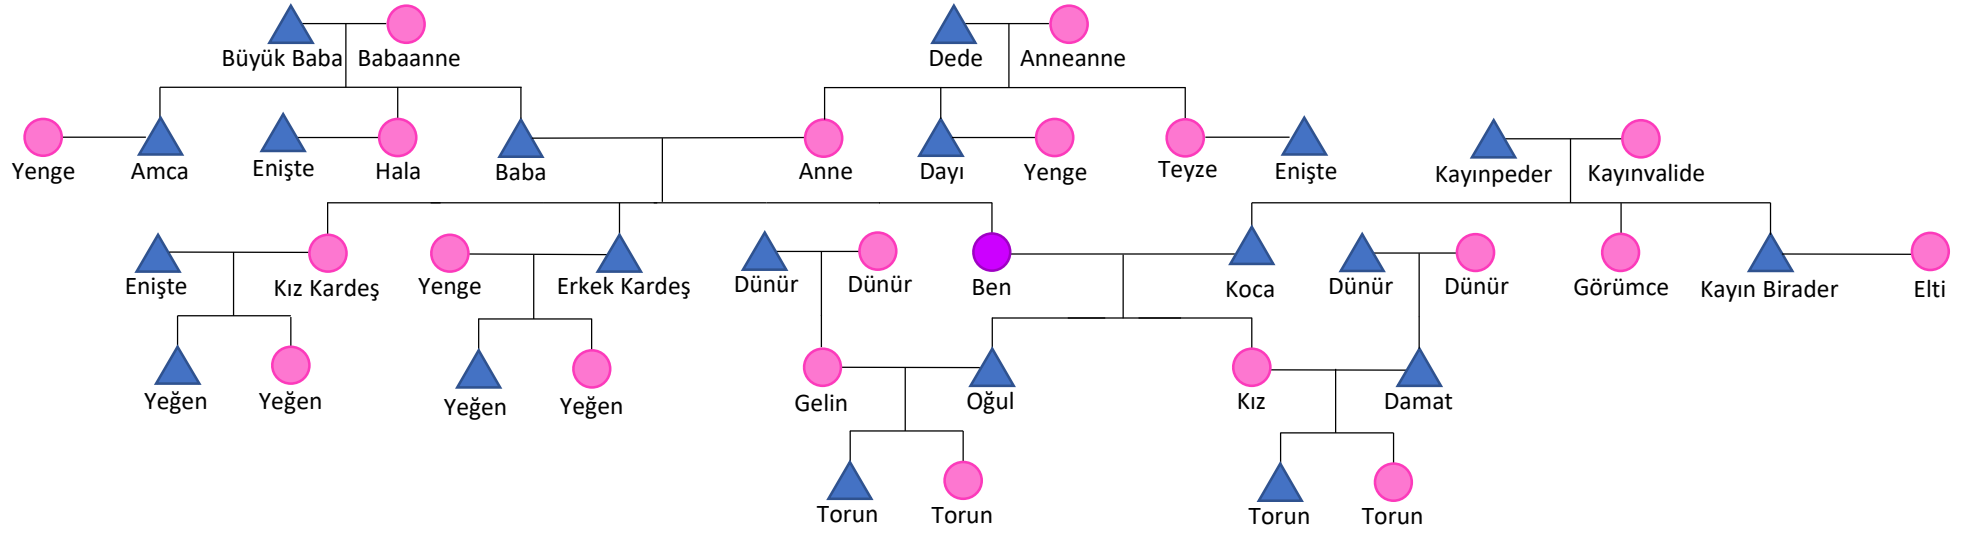 Büyük Baba Babaanne Dede Anneanne
Yenge Amca Enişte Hala Baba Anne Dayı Yenge Teyze Enişte Kayınpeder Kayınvalide
Enişte Kız Kardeş Yenge Erkek Kardeş Dünür Dünür Ben Koca Dünür Dünür Görümce Kayın Birader Elti
Yeğen Yeğen Yeğen Yeğen Gelin Oğul Kız Damat
Torun Torun Torun Torun